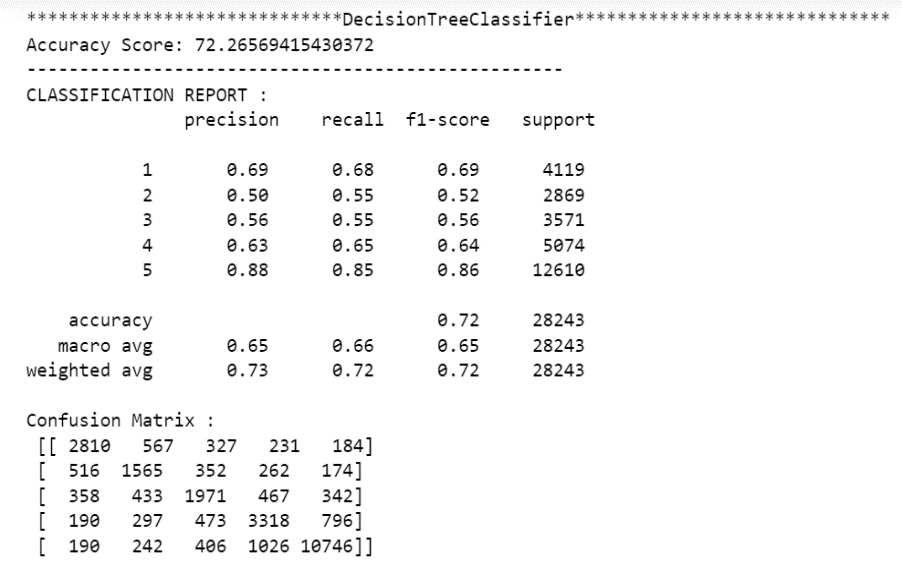 ******************************DecisionTreeClassifier******************************
Accuracy Score: 72.26569415430372
---------------------------------------------------
CLASSIFICATION REPORT :
precision recall f1-score support
1 0.69 0.68 0.69 4119
2 0.50 0.55 0.52 2869
3 0.56 0.55 0.56 3571
4 0.63 0.65 0.64 5074
5 0.88 0.85 0.86 12610
accuracy 0.72 28243
macro avg 0.65 0.66 0.65 28243
weighted avg 0.73 0.72 0.72 28243
Confusion Matrix :
[[ 2810 567 327 231 184]
[ 516 1565 352 262 174]
[ 358 433 1971 467 342]
[ 190 297 473 3318 796]
[ 190 242 406 1026 10746]]